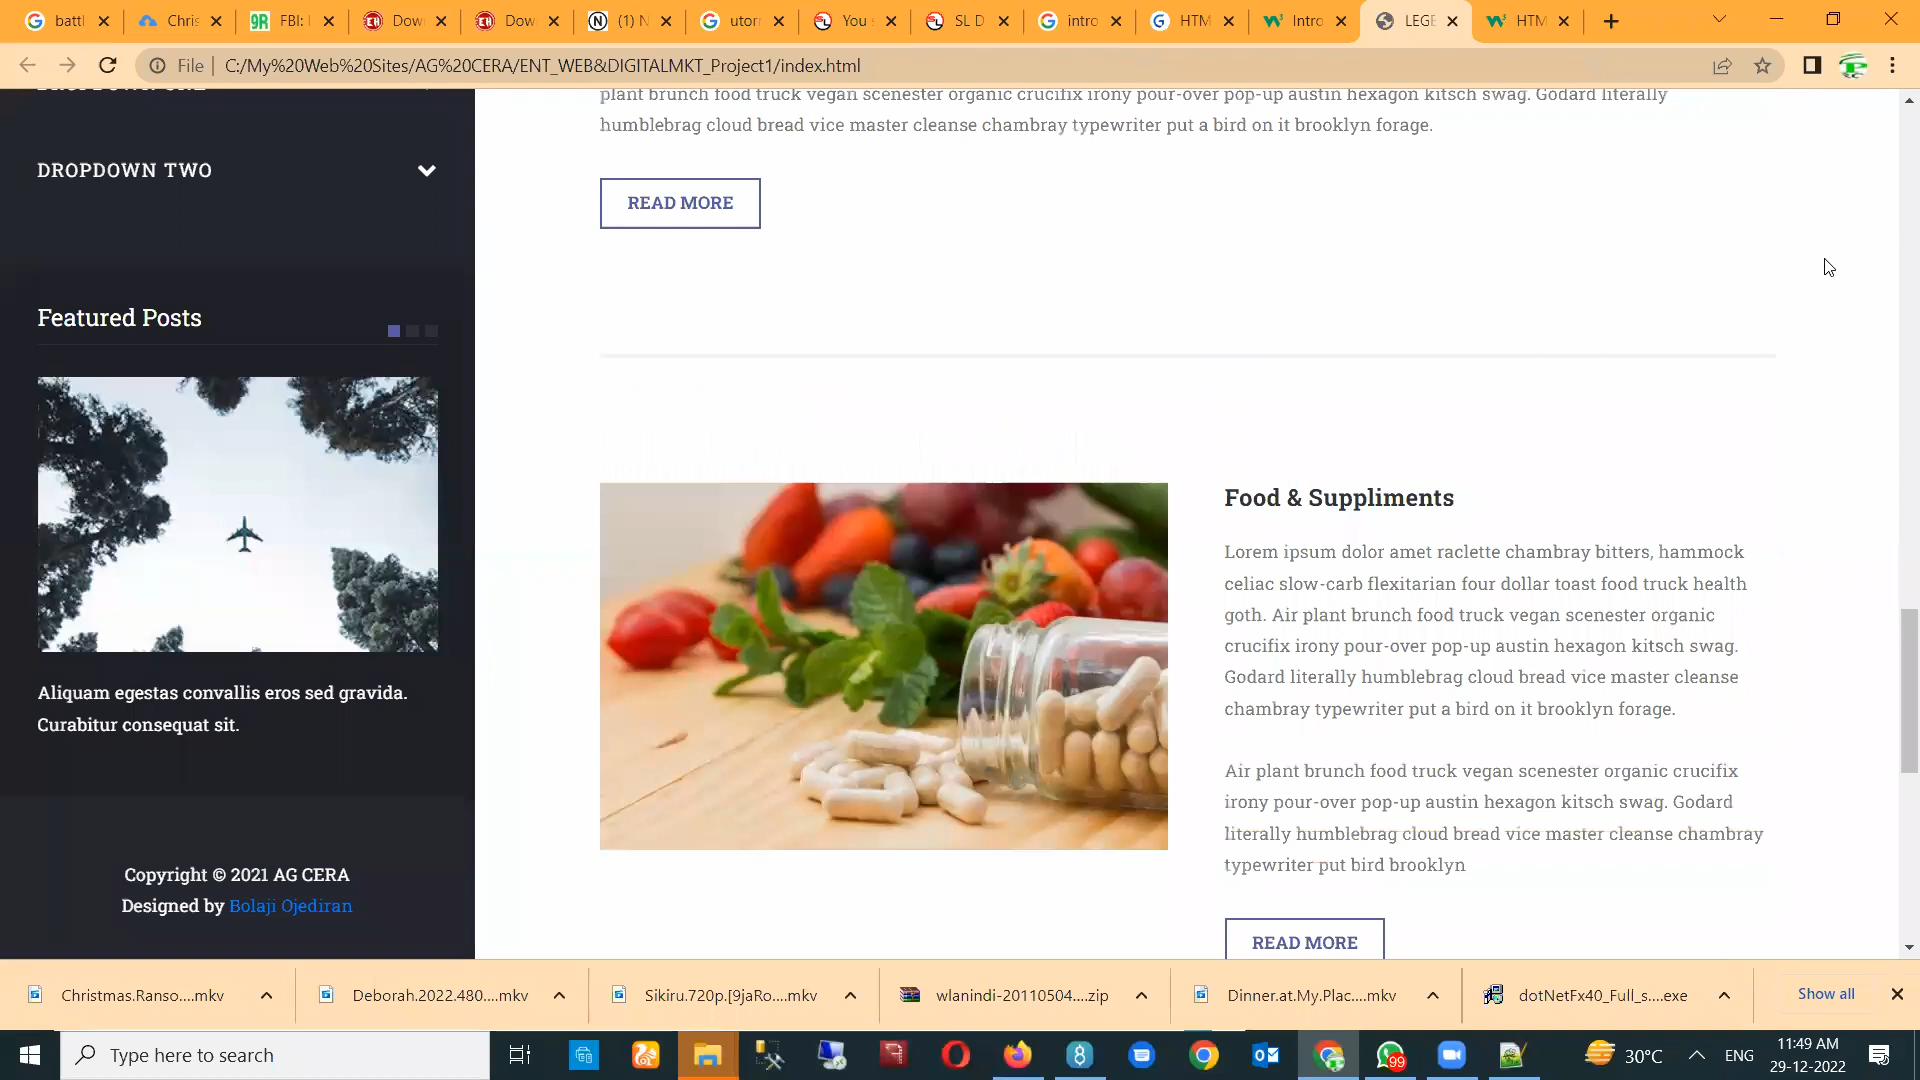 battl
Chris
FBI:
Dow
Dow
(1) N
utor
You
SL D
intro
HTM
Intro
LEGE
HTM
File
C:/My%20Web%20Sites/AG%20CERA/ENT_WEB&DIGITALMKT_Project1/index.html
DROPDOWN TWO
Featured Posts
Aliquam egestas convallis eros sed gravida.
Curabitur consequat sit.
Copyright © 2021 AG CERA
Designed by Bolaji Ojediran
plant brunch food truck vegan scenester organic crucifix irony pour-over pop-up austin hexagon kitsch swag. Godard literally
humblebrag cloud bread vice master cleanse chambray typewriter put a bird on it brooklyn forage.
READ MORE
Food & Suppliments
Lorem ipsum dolor amet raclette chambray bitters, hammock
celiac slow-carb flexitarian four dollar toast food truck health
goth. Air plant brunch food truck vegan scenester organic
crucifix irony pour-over pop-up austin hexagon kitsch swag.
Godard literally humblebrag cloud bread vice master cleanse
chambray typewriter put a bird on it brooklyn forage.
Air plant brunch food truck vegan scenester organic crucifix
irony pour-over pop-up austin hexagon kitsch swag. Godard
literally humblebrag cloud bread vice master cleanse chambray
typewriter put bird brooklyn
READ MORE
Christmas.Ranso....mkv
Deborah.2022.480....mkv
Sikiru.720p.[9jaRo....mkv
wlanindi-20110504....zip
Dinner.at.My.Plac....mkv
dotNetFx40_Full_s....exe
Show all
Type here to search
99
30°C
ENG
11:49 AM
29-12-2022